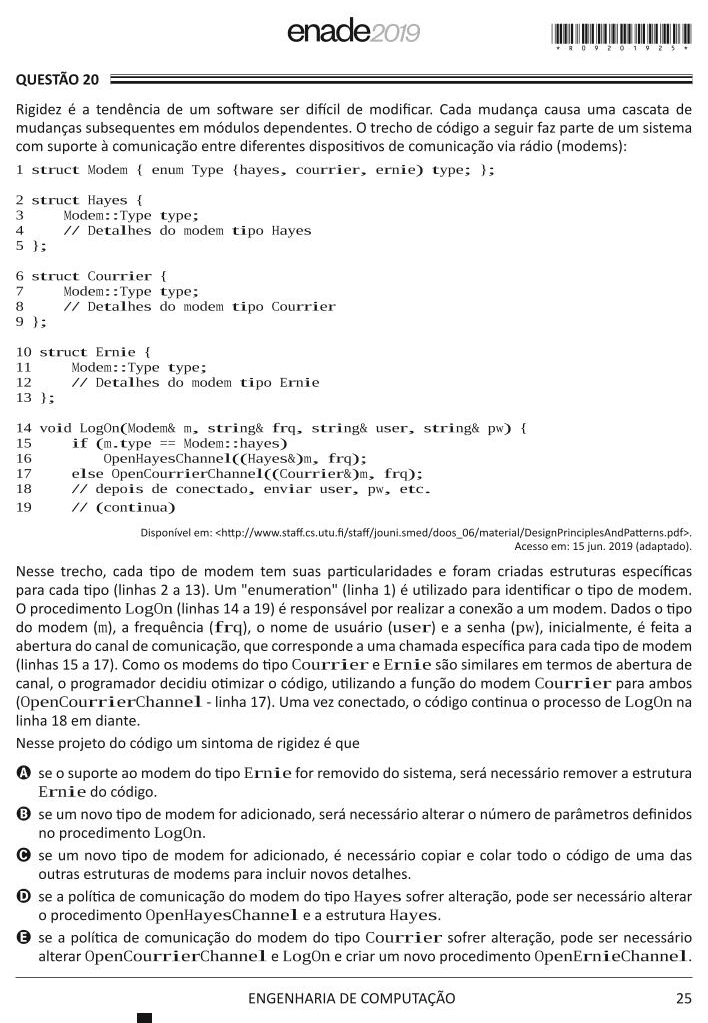 enade2019
*R0920192 5*
QUESTÃO 20
Rigidez é a tendência de um software ser difícil de modificar. Cada mudança causa uma cascata de
mudanças subsequentes em módulos dependentes. O trecho de código a seguir faz parte de um sistema
com suporte à comunicação entre diferentes dispositivos de comunicação via rádio (modems):
1 struct Modem { enum Type {hayes, courrier, ernie) type; };
2 struct Hayes {
3 Modem::Type type;
4 // Detalhes do modem tipo Hayes
5 };
6 struct Courrier {
7 Modem::Type type;
8 // Detalhes do modem tipo Courrier
9 };
10 struct Ernie {
11 Modem::Type type;
12 // Detalhes do modem tipo Ernie
13 };
14 void LogOn(Modem& m, string& frq, string& user, string& pw) {
15 if (m.type == Modem::hayes)
16 OpenHayesChannel((Hayes&)m, frq);
17 else OpenCourrierChannel((Courrier&)m, frq);
18 // depois de conectado, enviar user, pw, etc.
19 // (continua)
Disponível em: <http://www.staff.cs.utu.fi/staff/jouni.smed/doos_06/material/DesignPrinciplesAndPatterns.pdf>.
Acesso em: 15 jun. 2019 (adaptado).
Nesse trecho, cada tipo de modem tem suas particularidades e foram criadas estruturas específicas
para cada tipo (linhas 2 a 13). Um "enumeration" (linha 1) é utilizado para identificar o tipo de modem.
O procedimento LogOn (linhas 14 a 19) é responsável por realizar a conexão a um modem. Dados o tipo
do modem (m), a frequência (frq), o nome de usuário (user) e a senha (pw), inicialmente, é feita a
abertura do canal de comunicação, que corresponde a uma chamada específica para cada tipo de modem
(linhas 15 a 17). Como os modems do tipo Courrier e Ernie são similares em termos de abertura de
canal, o programador decidiu otimizar o código, utilizando a função do modem Courrier para ambos
(OpenCourrierChannel - linha 17). Uma vez conectado, o código continua o processo de LogOn na
linha 18 em diante.
Nesse projeto do código um sintoma de rigidez é que
A se o suporte ao modem do tipo Ernie for removido do sistema, será necessário remover a estrutura
Ernie do código.
B se um novo tipo de modem for adicionado, será necessário alterar o número de parâmetros definidos
no procedimento LogOn.
C se um novo tipo de modem for adicionado, é necessário copiar e colar todo o código de uma das
outras estruturas de modems para incluir novos detalhes.
D se a política de comunicação do modem do tipo Hayes sofrer alteração, pode ser necessário alterar
o procedimento OpenHayesChannel e a estrutura Hayes.
E se a política de comunicação do modem do tipo Courrier sofrer alteração, pode ser necessário
alterar OpenCourrierChannel e LogOn e criar um novo procedimento OpenErnieChannel.
ENGENHARIA DE COMPUTAÇÃO 25